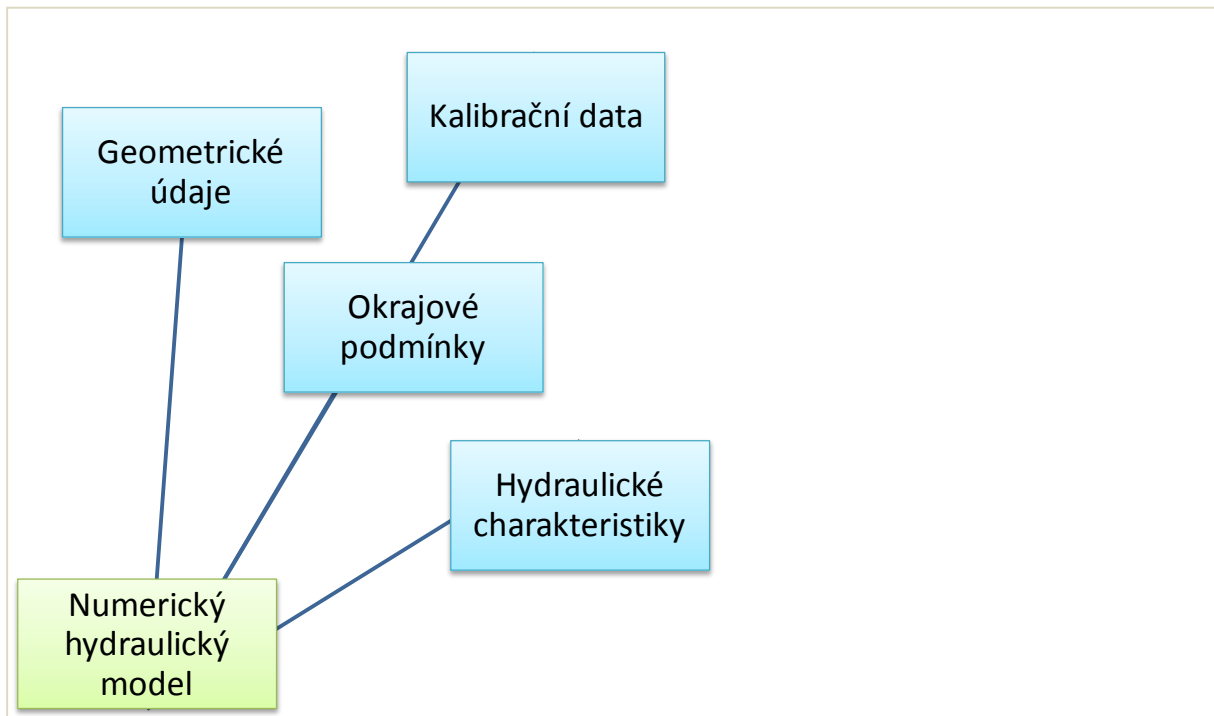 Kalibrační data
Geometrické
údaje
Okrajové
podmínky
Hydraulické
charakteristiky
Numerický
hydraulický
model